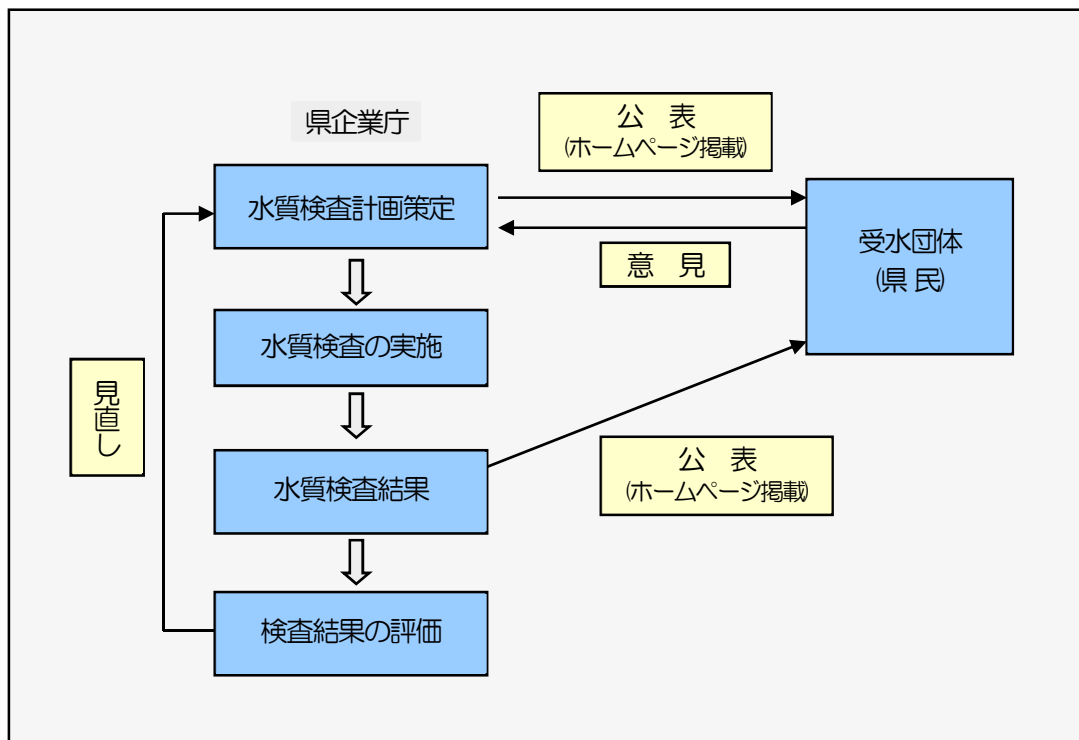 県企業庁
公　表
(ホームページ掲載)
水質検査計画策定
意　見
受水団体
(県 民)
水質検査の実施
見直し
水質検査結果
公　表
(ホームページ掲載)
検査結果の評価